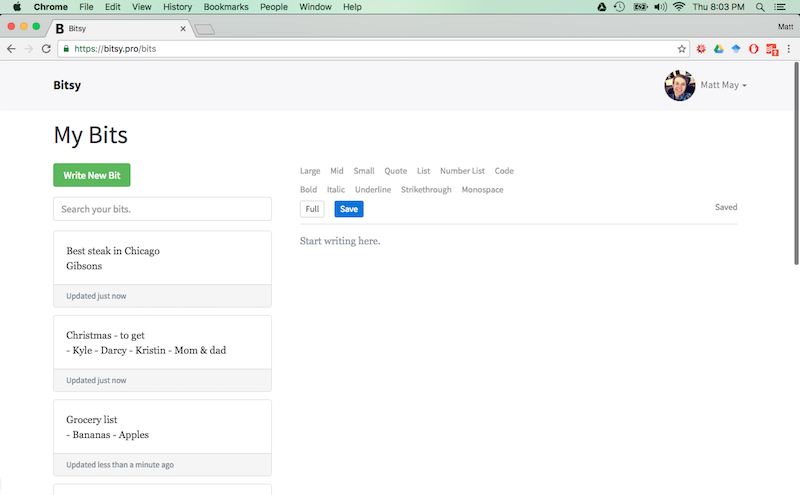 Chrome File Edit View History Bookmarks People Window Help Thu 8:03 PM
Bitsy Matt
https://bitsy.pro/bits
Bitsy Matt May
My Bits
Write New Bit
Search your bits.
Best steak in Chicago
Gibsons
Updated just now
Christmas - to get
- Kyle - Darcy - Kristin - Mom & dad
Updated just now
Grocery list
- Bananas - Apples
Updated less than a minute ago
Large Mid Small Quote List Number List Code
Bold Italic Underline Strikethrough Monospace
Full Save Saved
Start writing here.